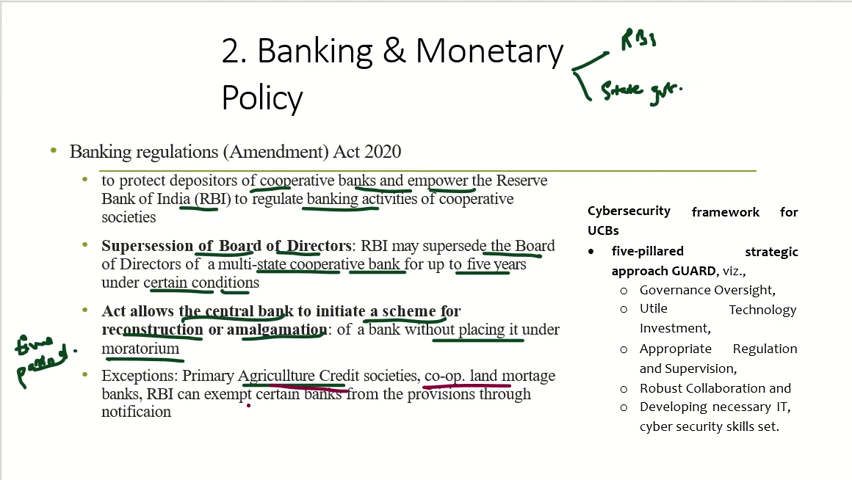 2. Banking & Monetary
Policy
RBI
State gvt.
• Banking regulations (Amendment) Act 2020
• to protect depositors of cooperative banks and empower the Reserve
Bank of India (RBI) to regulate banking activities of cooperative
societies
• Supersession of Board of Directors: RBI may supersede the Board
of Directors of a multi-state cooperative bank for up to five years
under certain conditions
• Act allows the central bank to initiate a scheme for
reconstruction or amalgamation: of a bank without placing it under
moratorium
time
period.
• Exceptions: Primary Agricullture Credit societies, co-op. land mortage
banks, RBI can exempt certain banks from the provisions through
notificaion
Cybersecurity framework for
UCBs
• five-pillared strategic
approach GUARD, viz.,
o Governance Oversight,
o Utile Technology
Investment,
o Appropriate Regulation
and Supervision,
o Robust Collaboration and
o Developing necessary IT,
cyber security skills set.